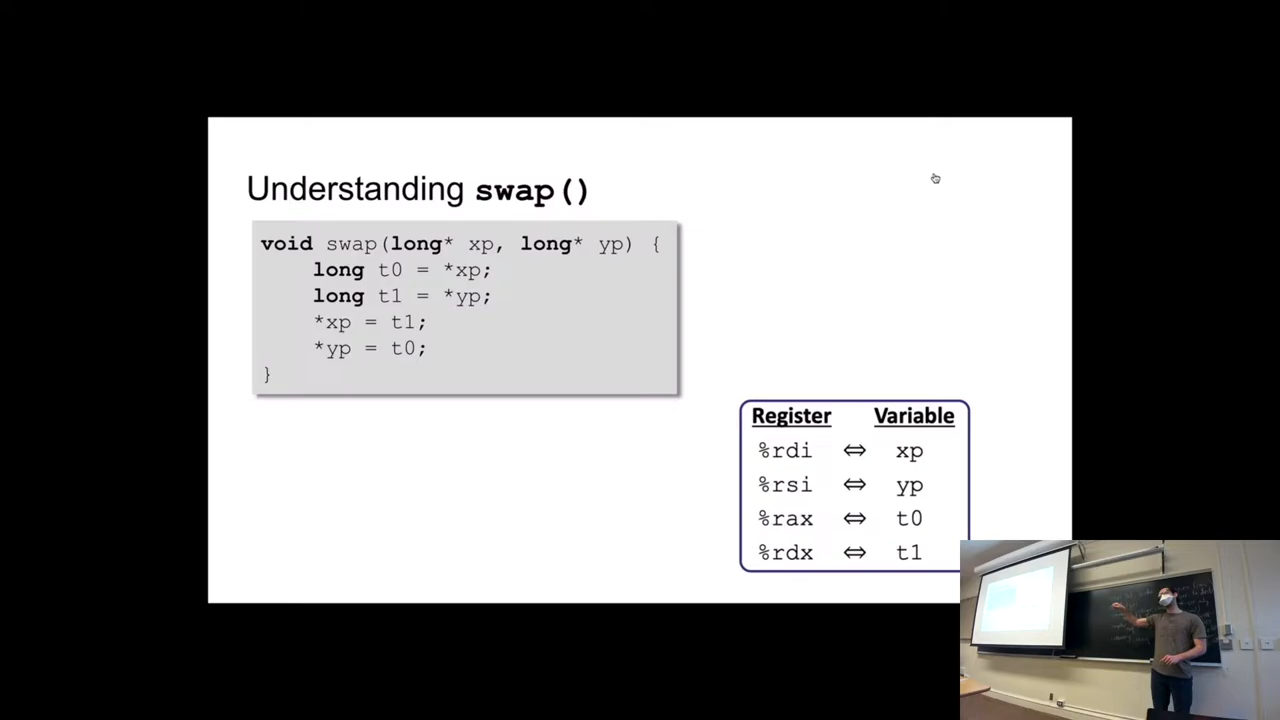 Understanding swap()
void swap(long* xp, long* yp) {
    long t0 = *xp;
    long t1 = *yp;
    *xp = t1;
    *yp = t0;
}
Register Variable
%rdi ⇔ xp
%rsi ⇔ yp
%rax ⇔ t0
%rdx ⇔ t1